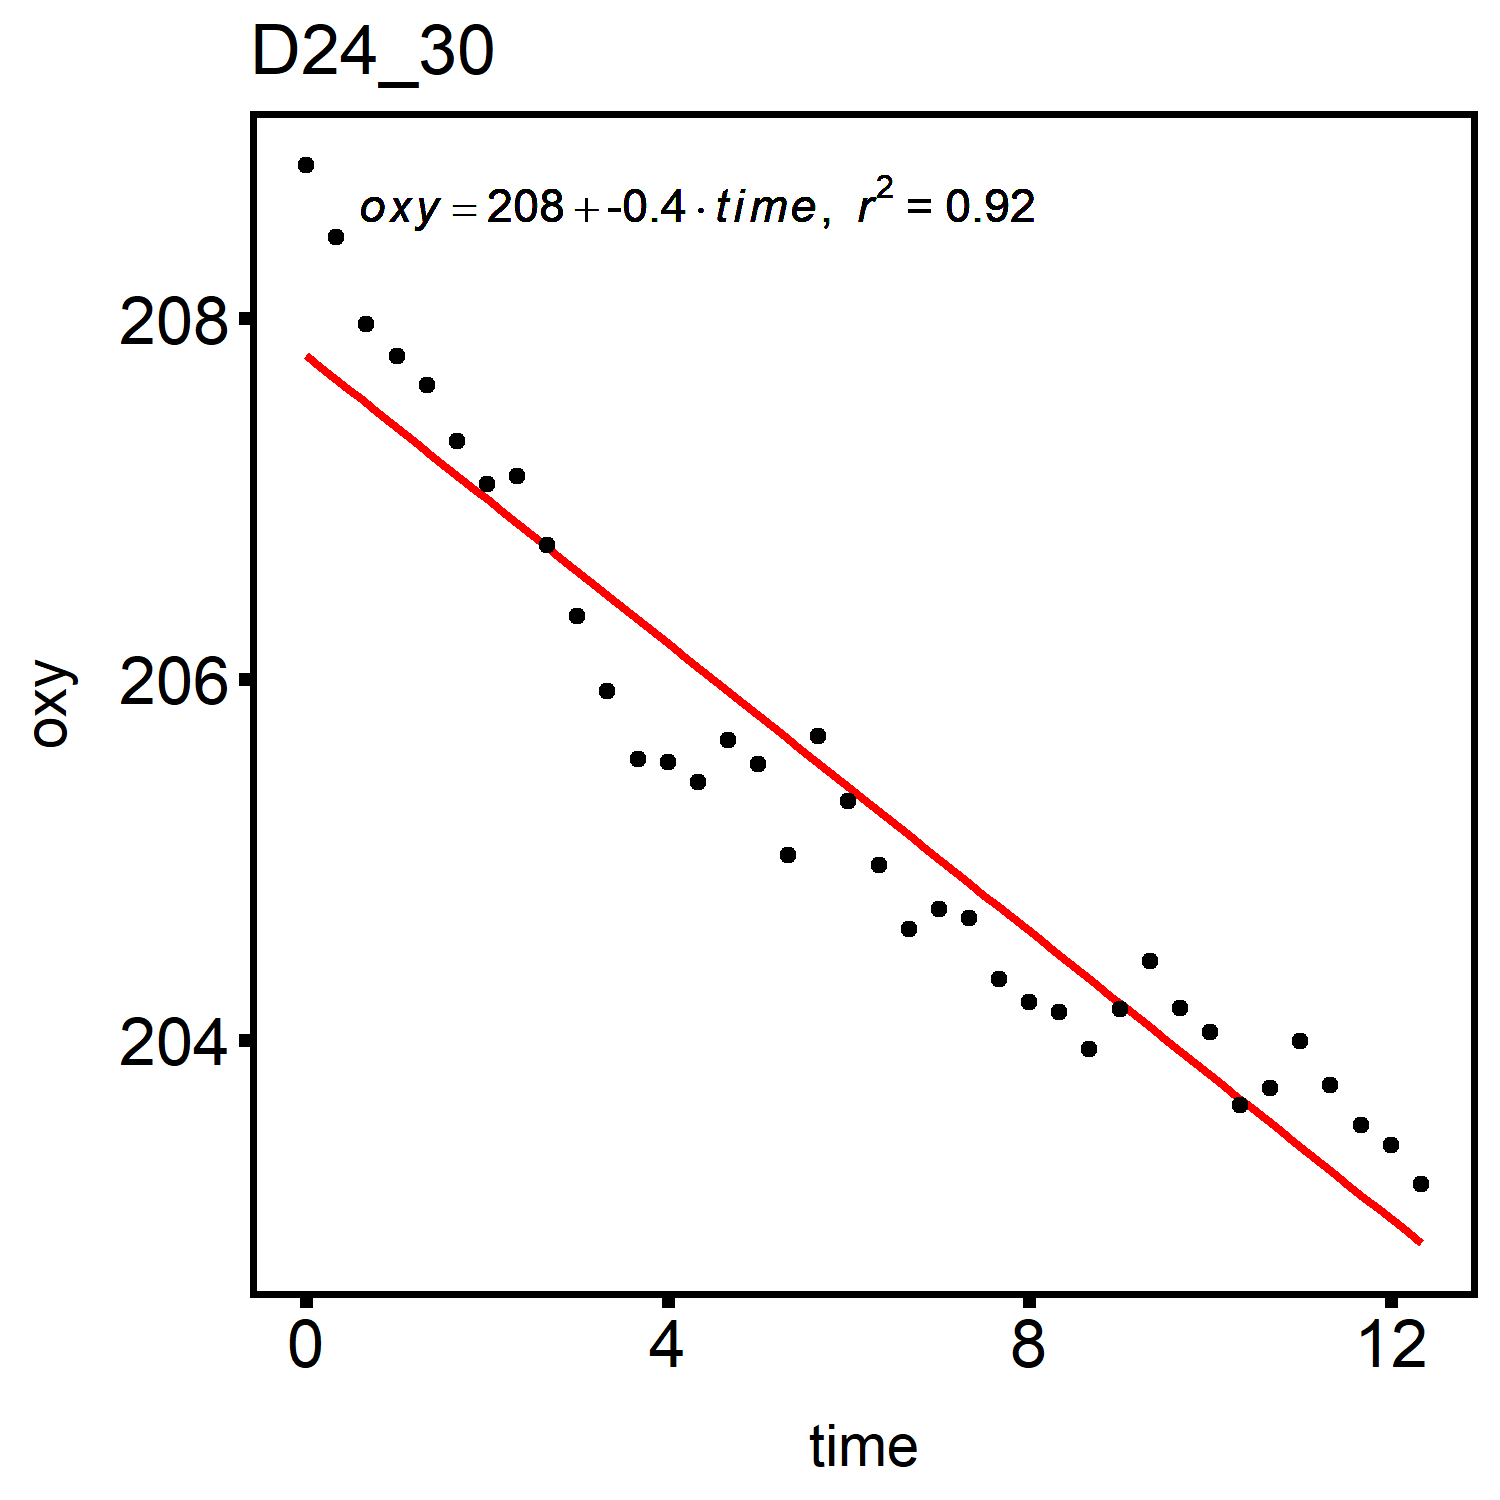 D24_30
oxy = 208 + -0.4 · time, r² = 0.92
208
206
204
oxy
0 4 8 12
time